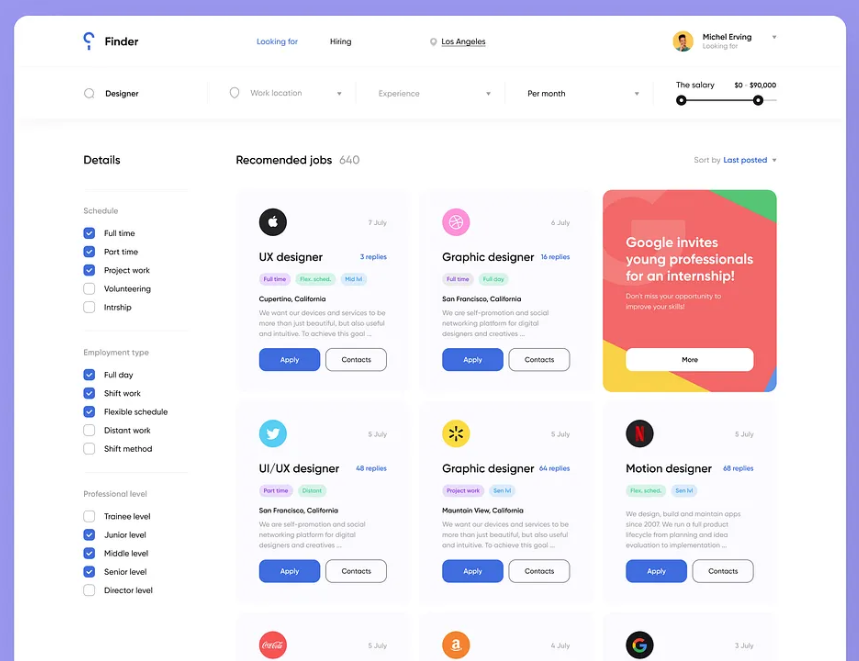 Finder
Looking for
Hiring
Los Angeles
Michel Erving
Looking for
Designer
Work location
Experience
Per month
The salary
$0 - $90,000
Details
Recomended jobs 640
Sort by Last posted
Schedule
Full time
Part time
Project work
Volunteering
Intrship
Employment type
Full day
Shift work
Flexible schedule
Distant work
Shift method
Professional level
Trainee level
Junior level
Middle level
Senior level
Director level
7 July
UX designer
3 replies
Full time
Flex. sched.
Mid lvl
Cupertino, California
We want our devices and services to be
more than just beautiful, but also useful
and intuitive. To achieve this goal ...
Apply
Contacts
6 July
Graphic designer
16 replies
Full time
Full day
San Francisco, California
We are self-promotion and social
networking platform for digital
designers and creatives ...
Apply
Contacts
Google invites
young professionals
for an internship!
Don't miss your opportunity to
improve your skills!
More
5 July
UI/UX designer
48 replies
Part time
Distant
San Francisco, California
We are self-promotion and social
networking platform for digital
designers and creatives ...
Apply
Contacts
5 July
Graphic designer
64 replies
Project work
Sen lvl
Mauntain View, California
We want our devices and services to be
more than just beautiful, but also useful
and intuitive. To achieve this goal ...
Apply
Contacts
N
5 July
Motion designer
68 replies
Flex. sched.
Sen lvl
We design, build and maintain apps
since 2007. We run a full product
lifecycle from planning and idea
evaluation to implementation ...
Apply
Contacts
Coca-Cola
5 July
a
4 July
G
3 July